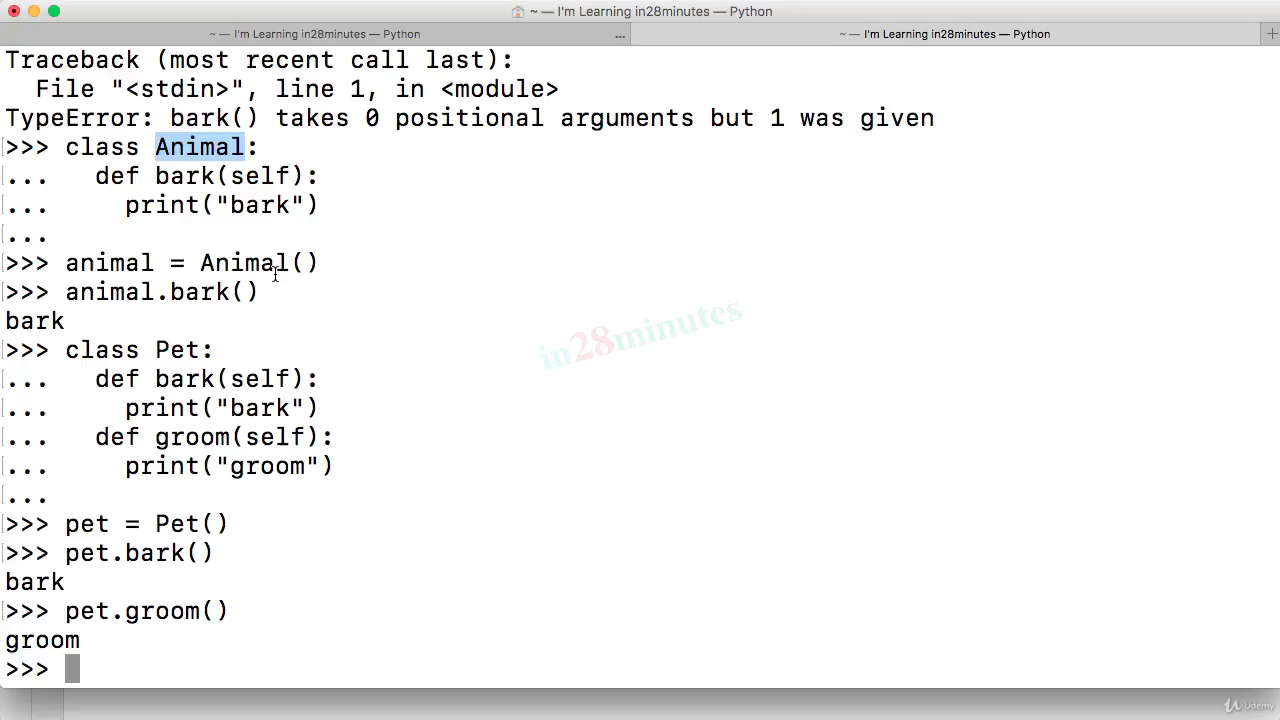 ~ — I'm Learning in28minutes — Python
~ — I'm Learning in28minutes — Python ... ~ — I'm Learning in28minutes — Python +
Traceback (most recent call last):
  File "<stdin>", line 1, in <module>
TypeError: bark() takes 0 positional arguments but 1 was given
>>> class Animal:
...   def bark(self):
...     print("bark")
...
>>> animal = Animal()
>>> animal.bark()
bark
>>> class Pet:
...   def bark(self):
...     print("bark")
...   def groom(self):
...     print("groom")
...
>>> pet = Pet()
>>> pet.bark()
bark
>>> pet.groom()
groom
>>>
in28minutes
Udemy